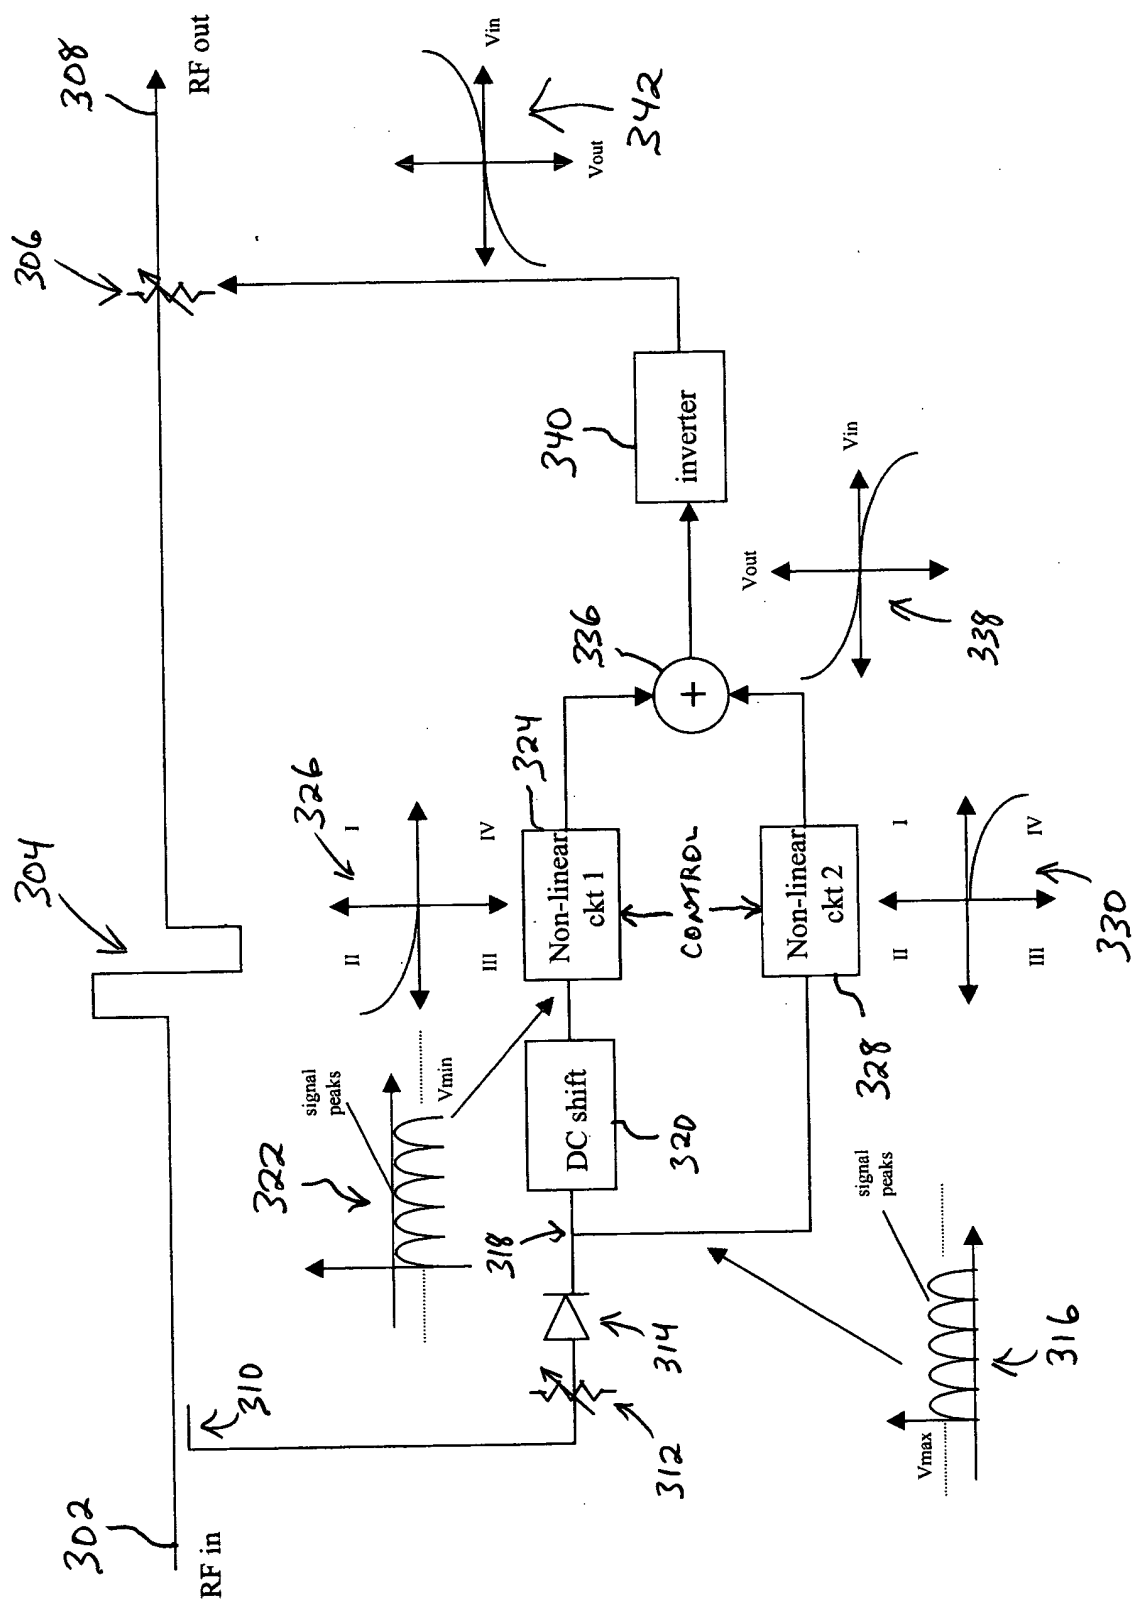 302
RF in
304
306
308
RF out
310
312
314
316
Vmax
signal
peaks
318
320
DC shift
322
signal
peaks
Vmin
324
Non-linear
ckt 1
326
I
II
III
IV
CONTROL
328
Non-linear
ckt 2
330
I
II
III
IV
336
+
338
Vout
Vin
340
inverter
342
Vout
Vin